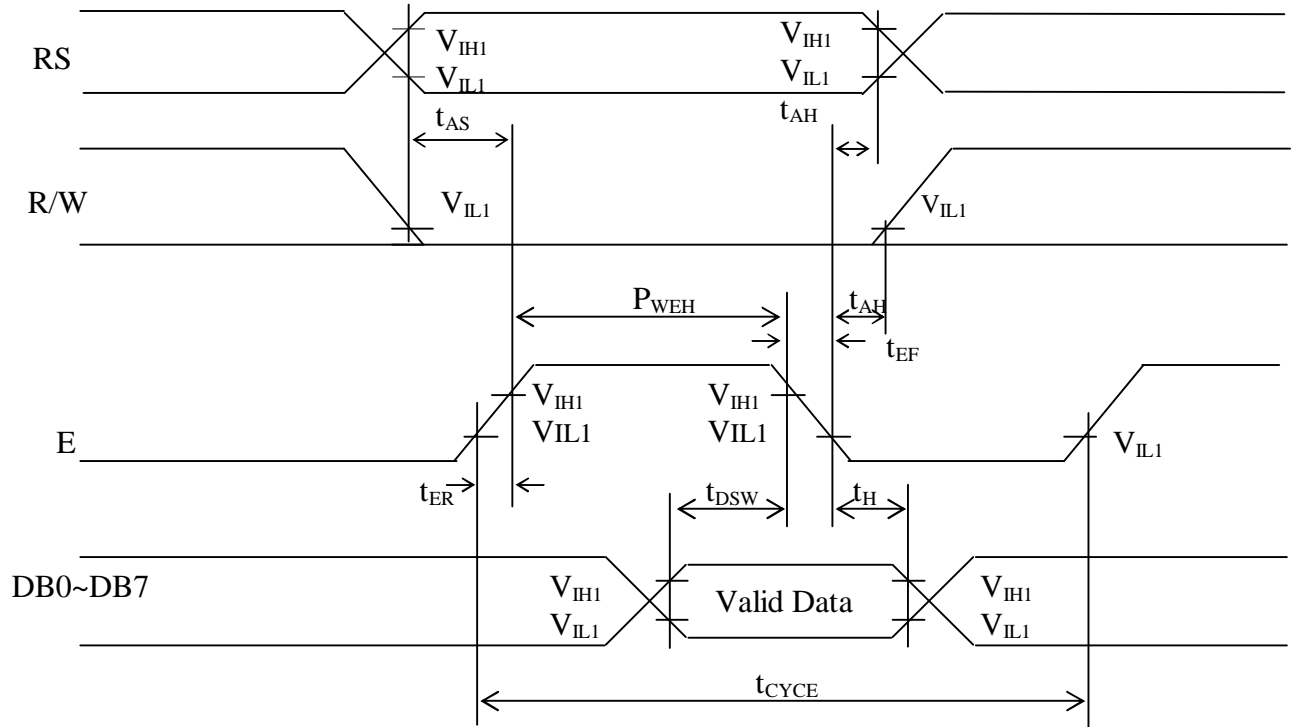 RS
V_IH1
V_IH1
V_IL1
V_IL1
t_AS
t_AH
R/W
V_IL1
V_IL1
P_WEH
t_AH
t_EF
V_IH1
V_IH1
E
VIL1
VIL1
V_IL1
t_ER
t_DSW
t_H
DB0~DB7
V_IH1
Valid Data
V_IH1
V_IL1
V_IL1
t_CYCE